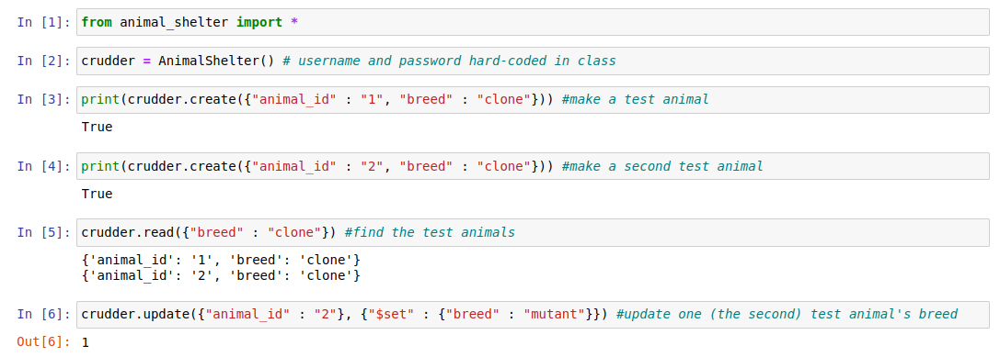 In [1]: from animal_shelter import *
In [2]: crudder = AnimalShelter() # username and password hard-coded in class
In [3]: print(crudder.create({"animal_id" : "1", "breed" : "clone"})) #make a test animal
True
In [4]: print(crudder.create({"animal_id" : "2", "breed" : "clone"})) #make a second test animal
True
In [5]: crudder.read({"breed" : "clone"}) #find the test animals
{'animal_id': '1', 'breed': 'clone'}
{'animal_id': '2', 'breed': 'clone'}
In [6]: crudder.update({"animal_id" : "2"}, {"$set" : {"breed" : "mutant"}}) #update one (the second) test animal's breed
Out[6]: 1